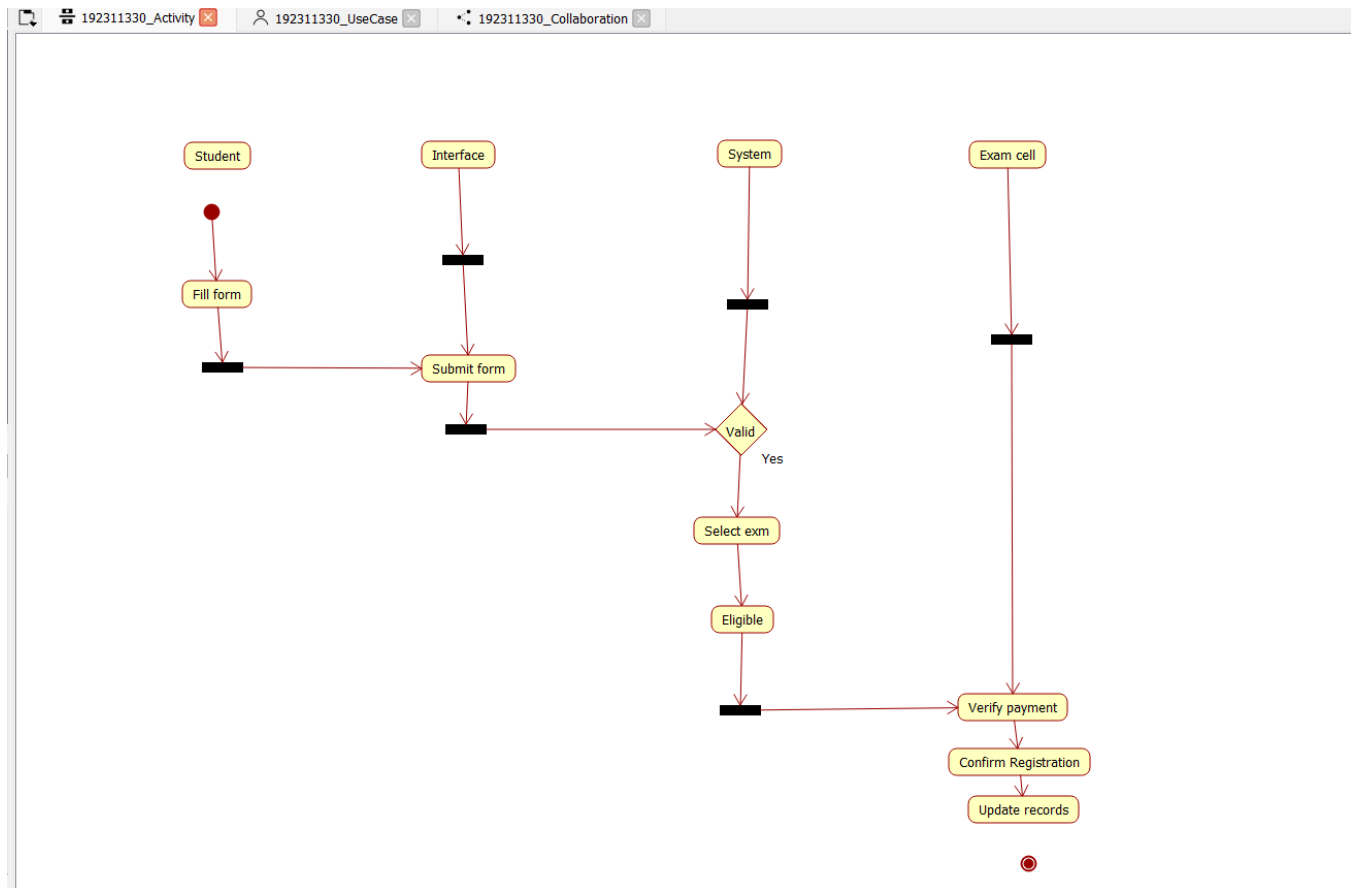 192311330_Activity
192311330_UseCase
192311330_Collaboration
Student
Interface
System
Exam cell
Fill form
Submit form
Valid
Yes
Select exm
Eligible
Verify payment
Confirm Registration
Update records